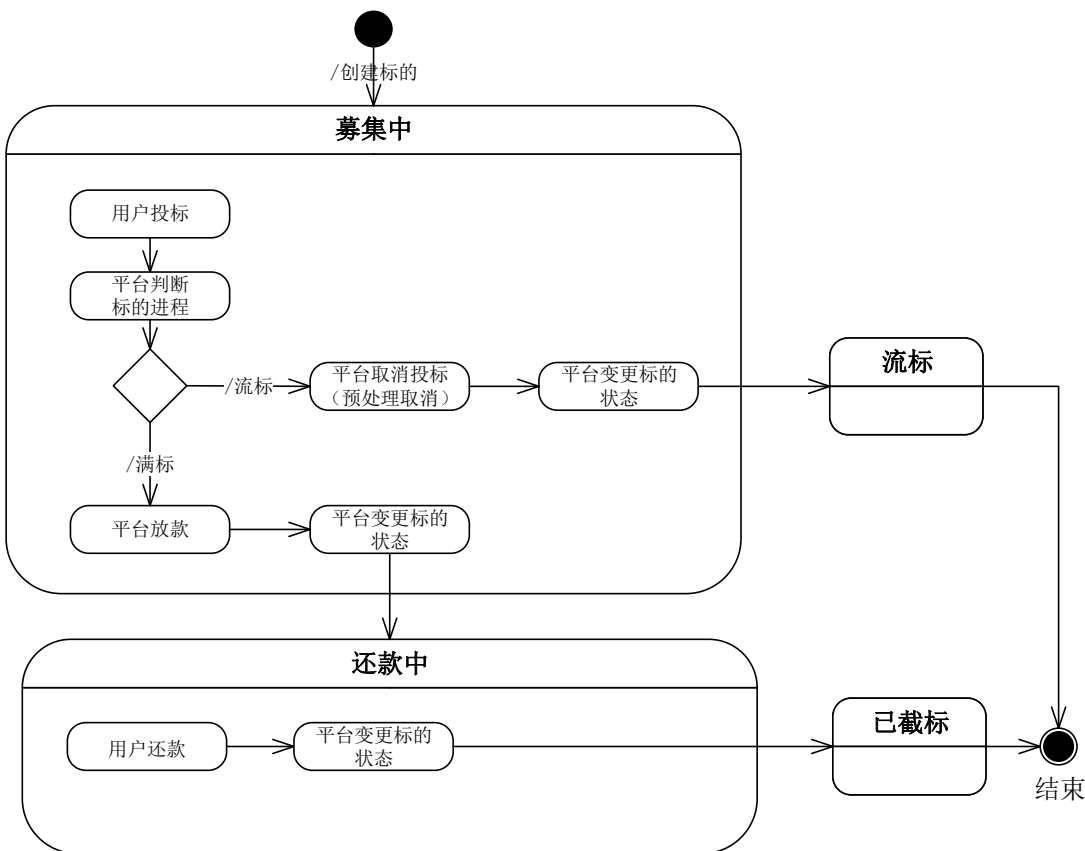 /创建标的
募集中
用户投标
平台判断
标的进程
/流标
平台取消投标
（预处理取消）
平台变更标的
状态
流标
/满标
平台放款
平台变更标的
状态
还款中
用户还款
平台变更标的
状态
已截标
结束